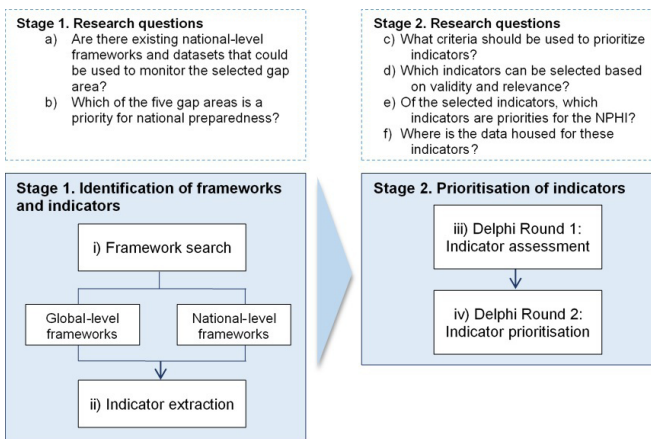 Stage 1. Research questions
a) Are there existing national-level
frameworks and datasets that could
be used to monitor the selected gap
area?
b) Which of the five gap areas is a
priority for national preparedness?
Stage 2. Research questions
c) What criteria should be used to prioritize
indicators?
d) Which indicators can be selected based
on validity and relevance?
e) Of the selected indicators, which
indicators are priorities for the NPHI?
f) Where is the data housed for these
indicators?
Stage 1. Identification of frameworks
and indicators
i) Framework search
Global-level
frameworks
National-level
frameworks
ii) Indicator extraction
Stage 2. Prioritisation of indicators
iii) Delphi Round 1:
Indicator assessment
iv) Delphi Round 2:
Indicator prioritisation